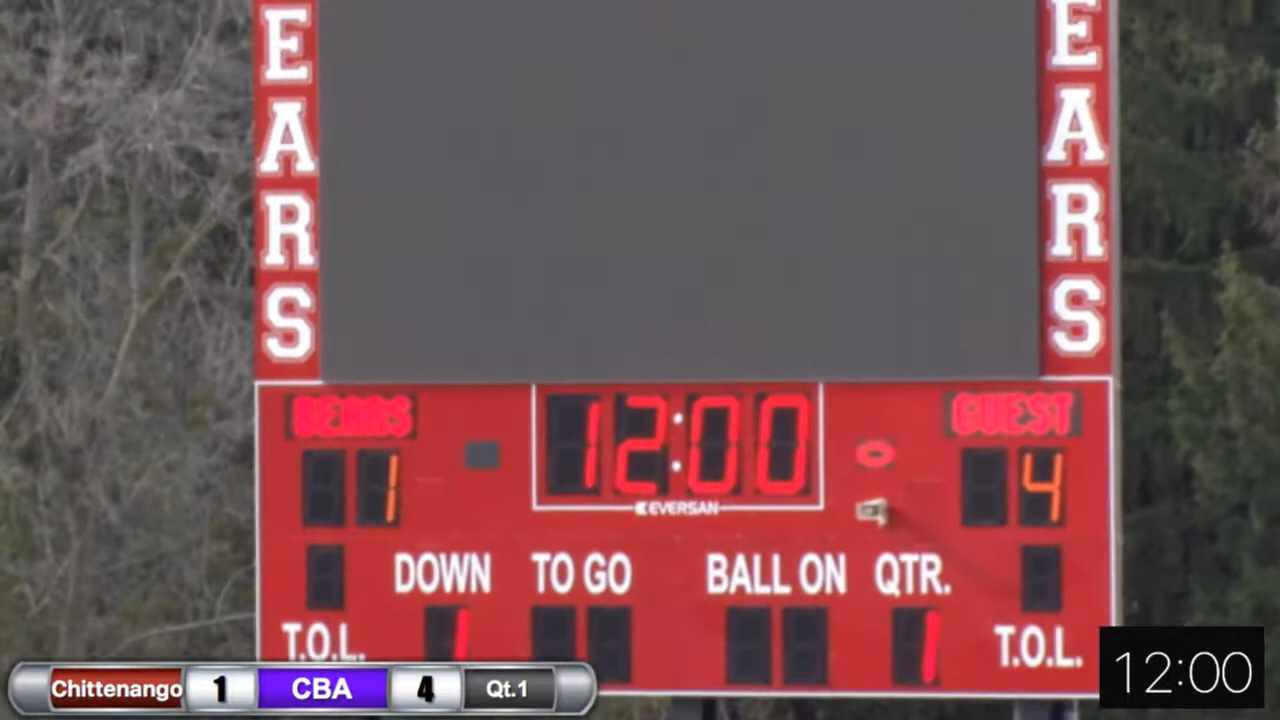 EARS
EARS
BEARS 12:00 GUEST
1 4
EVERSAN
DOWN TO GO BALL ON QTR.
T.O.L. 1 1 T.O.L.
Chittenango 1 CBA 4 Qt.1
12:00